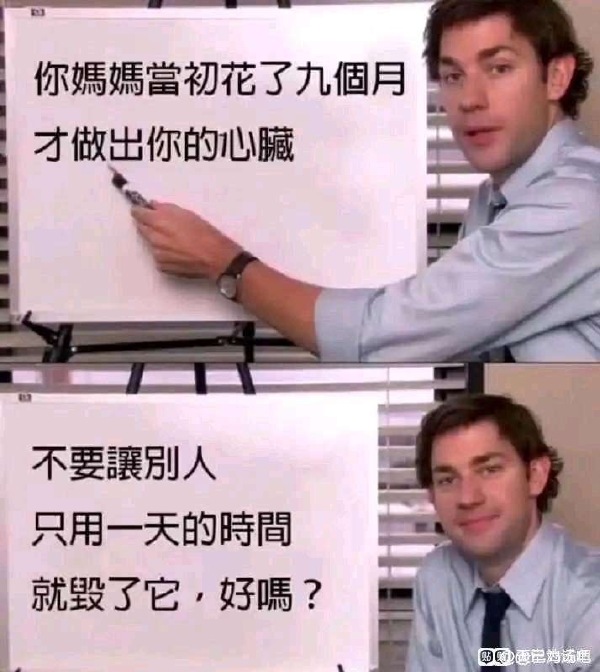 你媽媽當初花了九個月
才做出你的心臟
不要讓別人
只用一天的時間
就毀了它，好嗎？